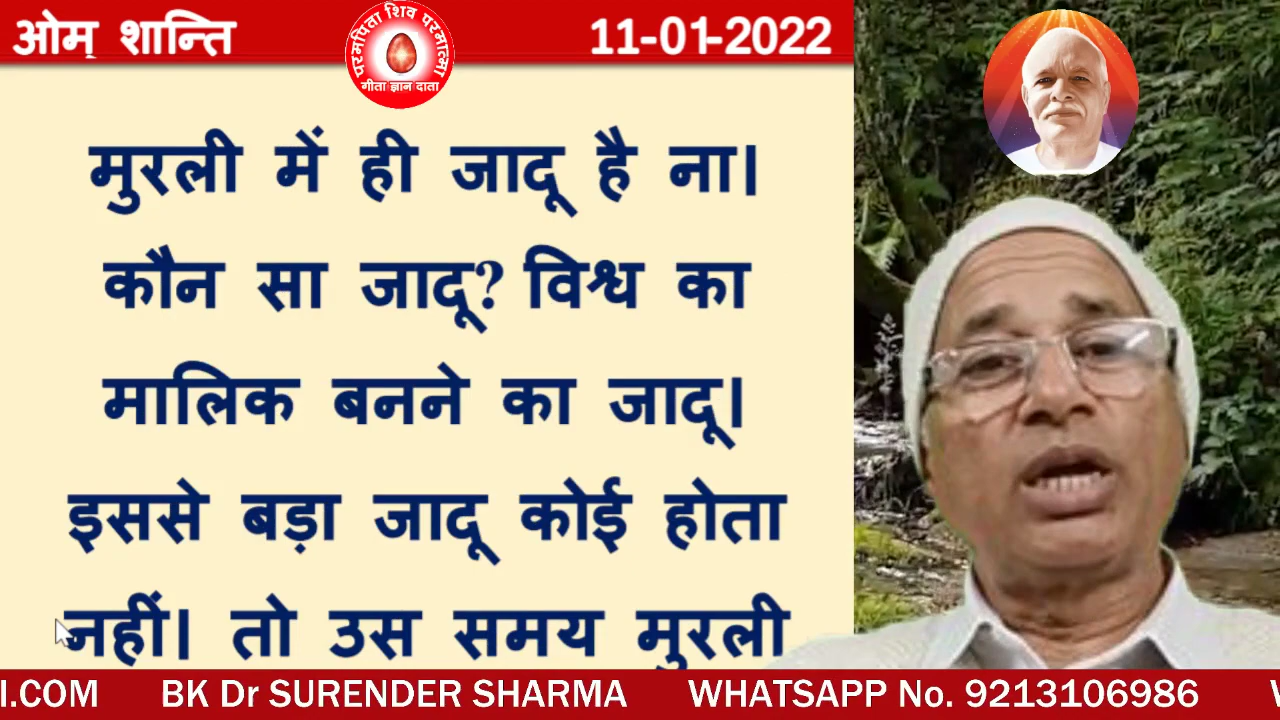 ओम् शान्ति
परमपिता शिव परमात्मा
गीता ज्ञान दाता
11-01-2022
मुरली में ही जादू है ना।
कौन सा जादू? विश्व का
मालिक बनने का जादू।
इससे बड़ा जादू कोई होता
नहीं। तो उस समय मुरली
I.COM BK Dr SURENDER SHARMA WHATSAPP No. 9213106986